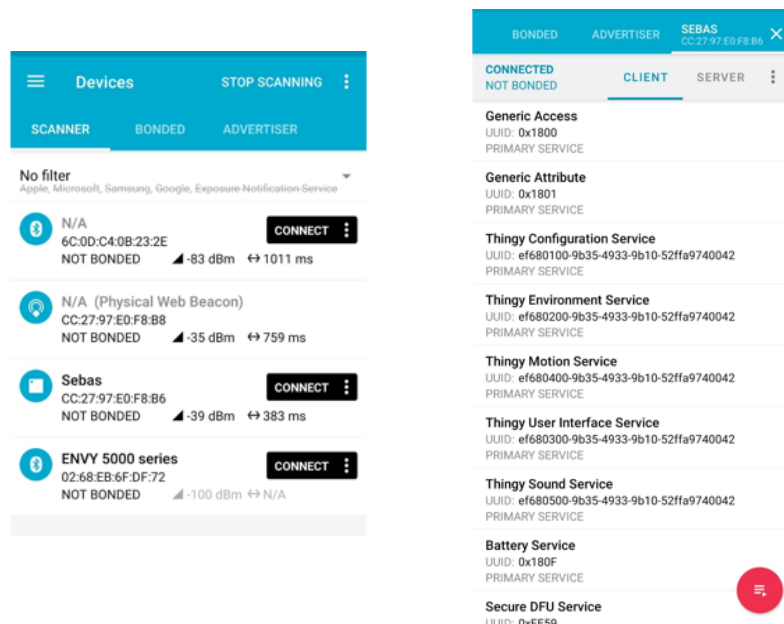 Devices
STOP SCANNING
SCANNER
BONDED
ADVERTISER
No filter
Apple, Microsoft, Samsung, Google, Exposure Notification Service
N/A
6C:0D:C4:0B:23:2E
CONNECT
NOT BONDED
-83 dBm
1011 ms
N/A (Physical Web Beacon)
CC:27:97:E0:F8:B8
NOT BONDED
-35 dBm
759 ms
Sebas
CC:27:97:E0:F8:B6
CONNECT
NOT BONDED
-39 dBm
383 ms
ENVY 5000 series
02:68:EB:6F:DF:72
CONNECT
NOT BONDED
-100 dBm
N/A
BONDED
ADVERTISER
SEBAS
CC:27:97:E0:F8:B6
CONNECTED
NOT BONDED
CLIENT
SERVER
Generic Access
UUID: 0x1800
PRIMARY SERVICE
Generic Attribute
UUID: 0x1801
PRIMARY SERVICE
Thingy Configuration Service
UUID: ef680100-9b35-4933-9b10-52ffa9740042
PRIMARY SERVICE
Thingy Environment Service
UUID: ef680200-9b35-4933-9b10-52ffa9740042
PRIMARY SERVICE
Thingy Motion Service
UUID: ef680400-9b35-4933-9b10-52ffa9740042
PRIMARY SERVICE
Thingy User Interface Service
UUID: ef680300-9b35-4933-9b10-52ffa9740042
PRIMARY SERVICE
Thingy Sound Service
UUID: ef680500-9b35-4933-9b10-52ffa9740042
PRIMARY SERVICE
Battery Service
UUID: 0x180F
PRIMARY SERVICE
Secure DFU Service
UUID: 0xFE59